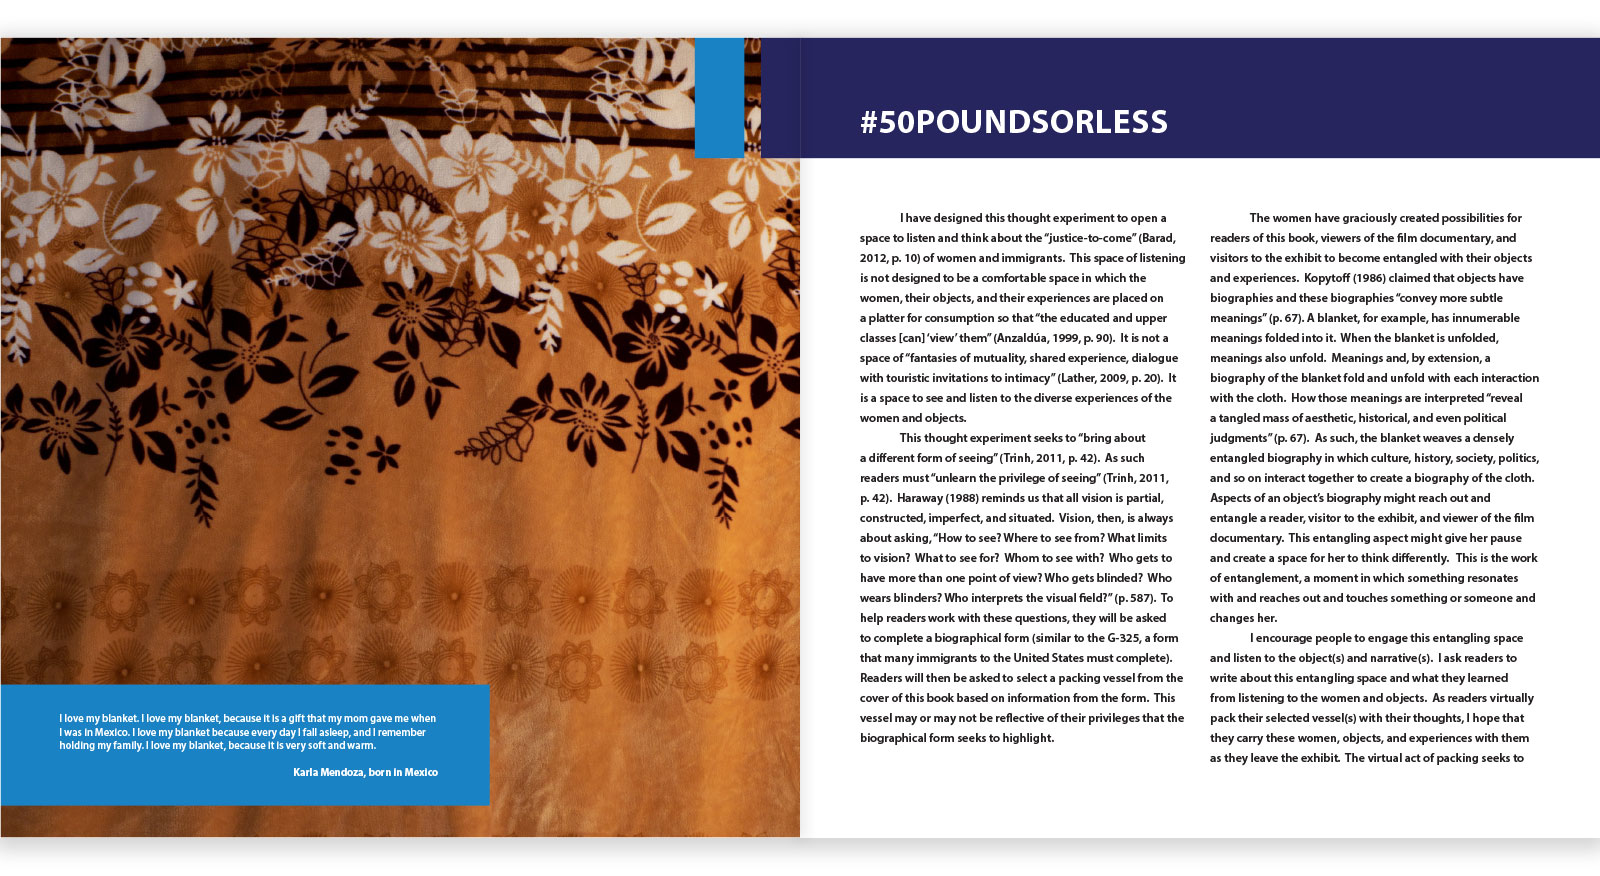 #50POUNDSORLESS
I have designed this thought experiment to open a
space to listen and think about the “justice-to-come” (Barad,
2012, p. 10) of women and immigrants.  This space of listening
is not designed to be a comfortable space in which the
women, their objects, and their experiences are placed on
a platter for consumption so that “the educated and upper
classes [can] ‘view’ them” (Anzaldúa, 1999, p. 90).  It is not a
space of “fantasies of mutuality, shared experience, dialogue
with touristic invitations to intimacy” (Lather, 2009, p. 20).  It
is a space to see and listen to the diverse experiences of the
women and objects.
This thought experiment seeks to “bring about
a different form of seeing” (Trinh, 2011, p. 42).  As such
readers must “unlearn the privilege of seeing” (Trinh, 2011,
p. 42).  Haraway (1988) reminds us that all vision is partial,
constructed, imperfect, and situated.  Vision, then, is always
about asking, “How to see? Where to see from? What limits
to vision?  What to see for?  Whom to see with?  Who gets to
have more than one point of view? Who gets blinded?  Who
wears blinders? Who interprets the visual field?” (p. 587).  To
help readers work with these questions, they will be asked
to complete a biographical form (similar to the G-325, a form
that many immigrants to the United States must complete).
Readers will then be asked to select a packing vessel from the
cover of this book based on information from the form.  This
vessel may or may not be reflective of their privileges that the
biographical form seeks to highlight.
The women have graciously created possibilities for
readers of this book, viewers of the film documentary, and
visitors to the exhibit to become entangled with their objects
and experiences.  Kopytoff (1986) claimed that objects have
biographies and these biographies “convey more subtle
meanings” (p. 67). A blanket, for example, has innumerable
meanings folded into it.  When the blanket is unfolded,
meanings also unfold.  Meanings and, by extension, a
biography of the blanket fold and unfold with each interaction
with the cloth.  How those meanings are interpreted “reveal
a tangled mass of aesthetic, historical, and even political
judgments” (p. 67).  As such, the blanket weaves a densely
entangled biography in which culture, history, society, politics,
and so on interact together to create a biography of the cloth.
Aspects of an object’s biography might reach out and
entangle a reader, visitor to the exhibit, and viewer of the film
documentary.  This entangling aspect might give her pause
and create a space for her to think differently.  This is the work
of entanglement, a moment in which something resonates
with and reaches out and touches something or someone and
changes her.
I encourage people to engage this entangling space
and listen to the object(s) and narrative(s).  I ask readers to
write about this entangling space and what they learned
from listening to the women and objects.  As readers virtually
pack their selected vessel(s) with their thoughts, I hope that
they carry these women, objects, and experiences with them
as they leave the exhibit.  The virtual act of packing seeks to
I love my blanket. I love my blanket, because it is a gift that my mom gave me when
I was in Mexico. I love my blanket because every day I fall asleep, and I remember
holding my family. I love my blanket, because it is very soft and warm.
Karla Mendoza, born in Mexico